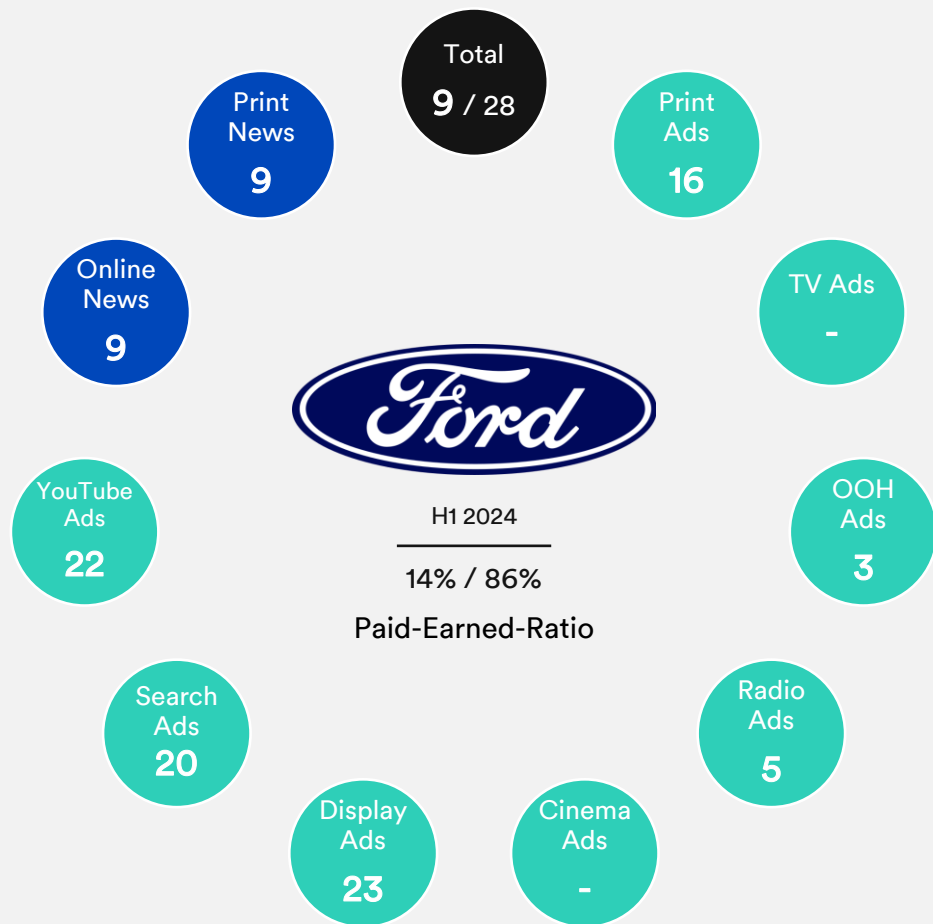 Total
9 / 28
Print
Ads
16
TV Ads
-
OOH
Ads
3
Radio
Ads
5
Cinema
Ads
-
Display
Ads
23
Search
Ads
20
YouTube
Ads
22
Online
News
9
Print
News
9
Ford
H1 2024
14% / 86%
Paid-Earned-Ratio